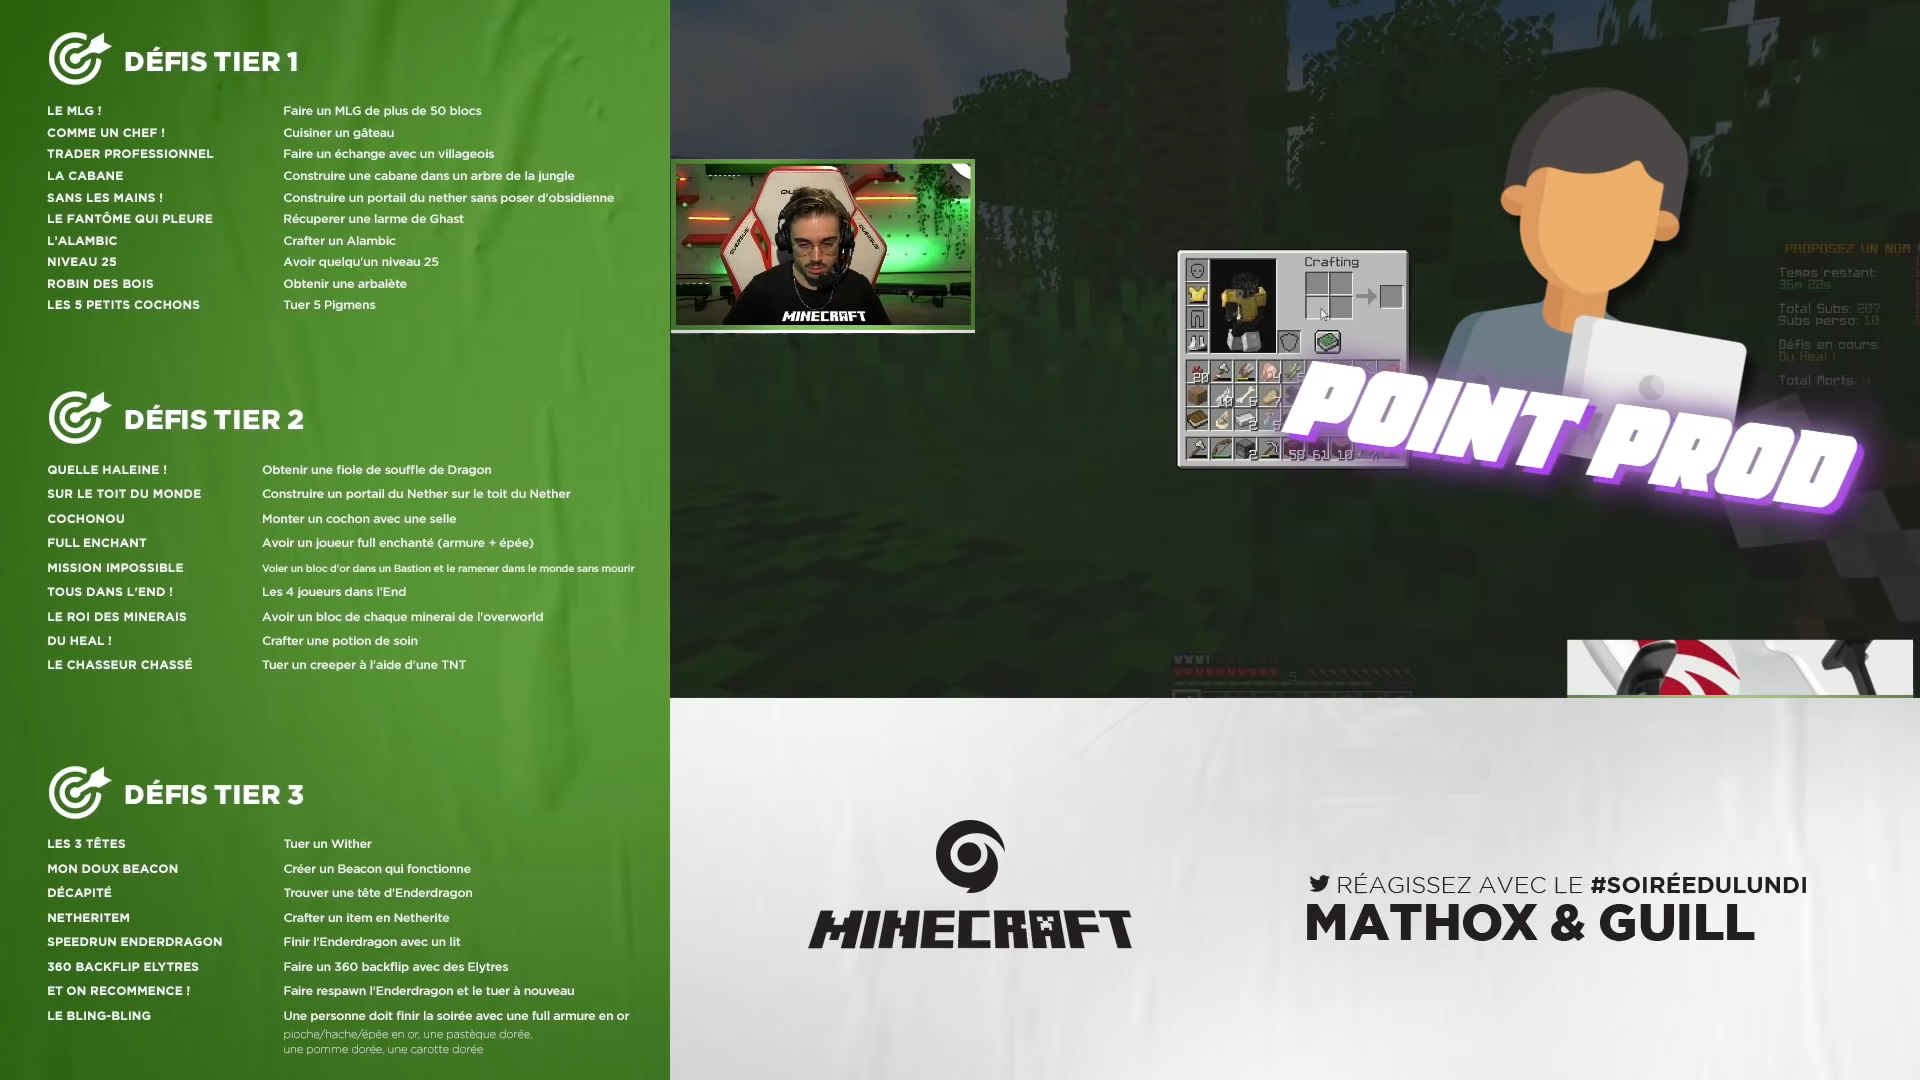 DÉFIS TIER 1
LE MLG ! Faire un MLG de plus de 50 blocs
COMME UN CHEF ! Cuisiner un gâteau
TRADER PROFESSIONNEL Faire un échange avec un villageois
LA CABANE Construire une cabane dans un arbre de la jungle
SANS LES MAINS ! Construire un portail du nether sans poser d'obsidienne
LE FANTÔME QUI PLEURE Récuperer une larme de Ghast
L'ALAMBIC Crafter un Alambic
NIVEAU 25 Avoir quelqu'un niveau 25
ROBIN DES BOIS Obtenir une arbalète
LES 5 PETITS COCHONS Tuer 5 Pigmens
DÉFIS TIER 2
QUELLE HALEINE ! Obtenir une fiole de souffle de Dragon
SUR LE TOIT DU MONDE Construire un portail du Nether sur le toit du Nether
COCHONOU Monter un cochon avec une selle
FULL ENCHANT Avoir un joueur full enchanté (armure + épée)
MISSION IMPOSSIBLE Voler un bloc d'or dans un Bastion et le ramener dans le monde sans mourir
TOUS DANS L'END ! Les 4 joueurs dans l'End
LE ROI DES MINERAIS Avoir un bloc de chaque minerai de l'overworld
DU HEAL ! Crafter une potion de soin
LE CHASSEUR CHASSÉ Tuer un creeper à l'aide d'une TNT
DÉFIS TIER 3
LES 3 TÊTES Tuer un Wither
MON DOUX BEACON Créer un Beacon qui fonctionne
DÉCAPITÉ Trouver une tête d'Enderdragon
NETHERITEM Crafter un item en Netherite
SPEEDRUN ENDERDRAGON Finir l'Enderdragon avec un lit
360 BACKFLIP ELYTRES Faire un 360 backflip avec des Elytres
ET ON RECOMMENCE ! Faire respawn l'Enderdragon et le tuer à nouveau
LE BLING-BLING Une personne doit finir la soirée avec une full armure en or
pioche/hache/épée en or, une pastèque dorée,
une pomme dorée, une carotte dorée
MINECRAFT
Crafting
PROPOSEZ UN NOM
Temps restant:
36m 22s
Total Subs: 207
Subs perso: 10
Défis en cours:
Du Heal !
Total Morts: 4
POINT PROD
20
10 6 7
2 5
2 58 61 10
5
MINECRAFT
RÉAGISSEZ AVEC LE #SOIRÉEDULUNDI
MATHOX & GUILL